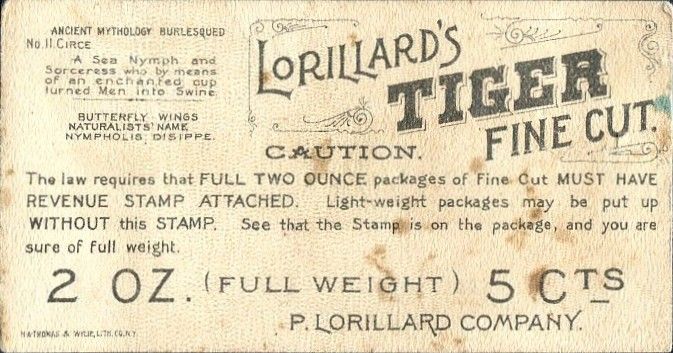 ANCIENT MYTHOLOGY BURLESQUED
No. 11. CIRCE
A Sea Nymph and
Sorceress who by means
of an enchanted cup
turned Men into Swine.
BUTTERFLY WINGS
NATURALISTS' NAME
NYMPHOLIS: DISIPPE.
LORILLARD'S
TIGER
FINE CUT.
CAUTION.
The law requires that FULL TWO OUNCE packages of Fine Cut MUST HAVE
REVENUE STAMP ATTACHED. Light-weight packages may be put up
WITHOUT this STAMP. See that the Stamp is on the package, and you are
sure of full weight.
2 OZ. (FULL WEIGHT) 5 CTS
P. LORILLARD COMPANY.
H.A. THOMAS & WYLIE, LITH. CO. N.Y.